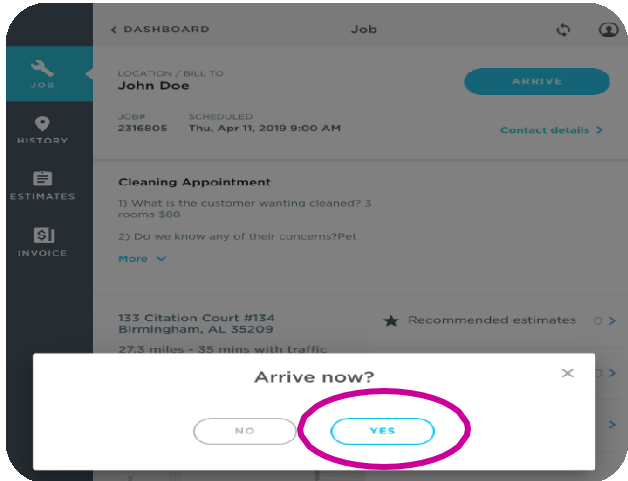 < DASHBOARD
Job
JOB
HISTORY
ESTIMATES
INVOICE
LOCATION / BILL TO
John Doe
ARRIVE
JOB# SCHEDULED
2316805 Thu, Apr 11, 2019 9:00 AM
Contact details >
Cleaning Appointment
1) What is the customer wanting cleaned? 3
rooms $88
2) Do we know any of their concerns?Pet
More
133 Citation Court #134
Birmingham, AL 35209
★ Recommended estimates 0 >
27.3 miles - 35 mins with traffic
Arrive now?
NO
YES